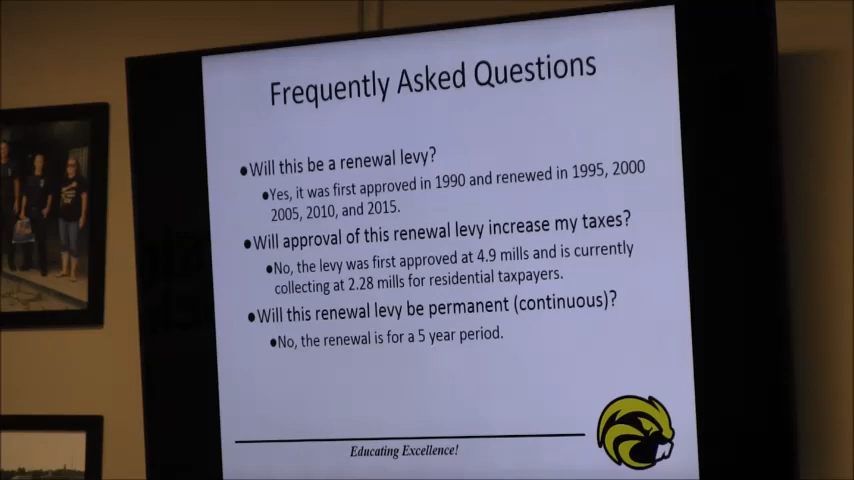 Frequently Asked Questions
●Will this be a renewal levy?
●Yes, it was first approved in 1990 and renewed in 1995, 2000
2005, 2010, and 2015.
●Will approval of this renewal levy increase my taxes?
●No, the levy was first approved at 4.9 mills and is currently
collecting at 2.28 mills for residential taxpayers.
●Will this renewal levy be permanent (continuous)?
●No, the renewal is for a 5 year period.
Educating Excellence!